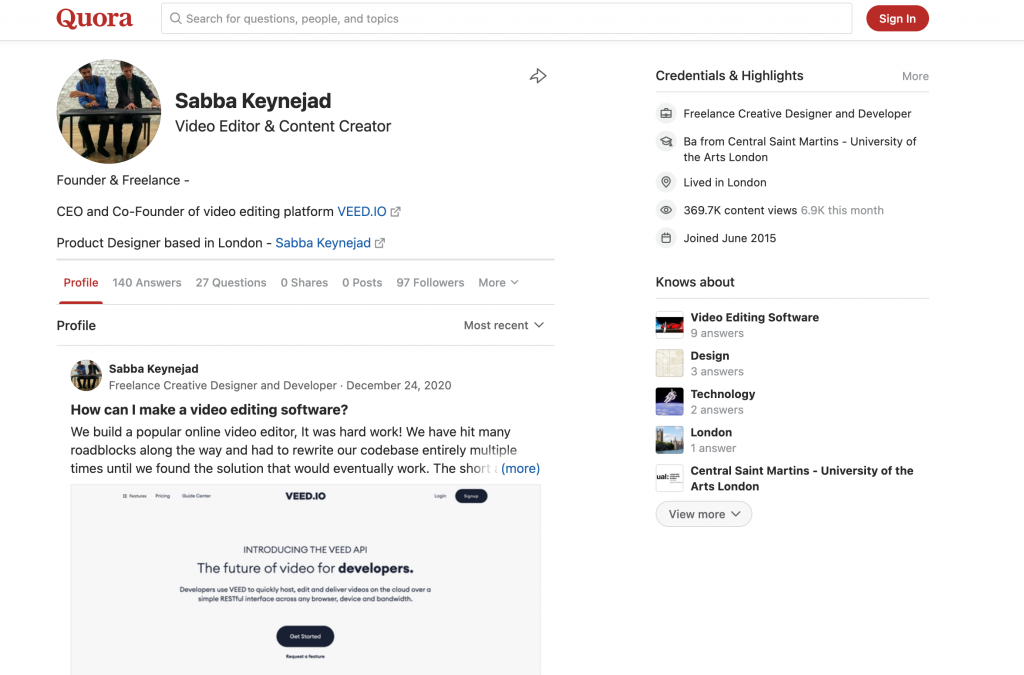 Quora
Search for questions, people, and topics
Sign In
Sabba Keynejad
Video Editor & Content Creator
Founder & Freelance -
CEO and Co-Founder of video editing platform VEED.IO
Product Designer based in London - Sabba Keynejad
Profile 140 Answers 27 Questions 0 Shares 0 Posts 97 Followers More
Profile
Most recent
Sabba Keynejad
Freelance Creative Designer and Developer · December 24, 2020
How can I make a video editing software?
We build a popular online video editor, It was hard work! We have hit many
roadblocks along the way and had to rewrite our codebase entirely multiple
times until we found the solution that would eventually work. The short (more)
Features Pricing Guide Center
VEED.IO
Login Signup
INTRODUCING THE VEED API
The future of video for developers.
Developers use VEED to quickly host, edit and deliver videos on the cloud over a
simple RESTful interface across any browser, device and bandwidth.
Get Started
Request a feature
Credentials & Highlights
More
Freelance Creative Designer and Developer
Ba from Central Saint Martins - University of
the Arts London
Lived in London
369.7K content views 6.9K this month
Joined June 2015
Knows about
Video Editing Software
9 answers
Design
3 answers
Technology
2 answers
London
1 answer
ual:
Central Saint Martins - University of the
Arts London
View more